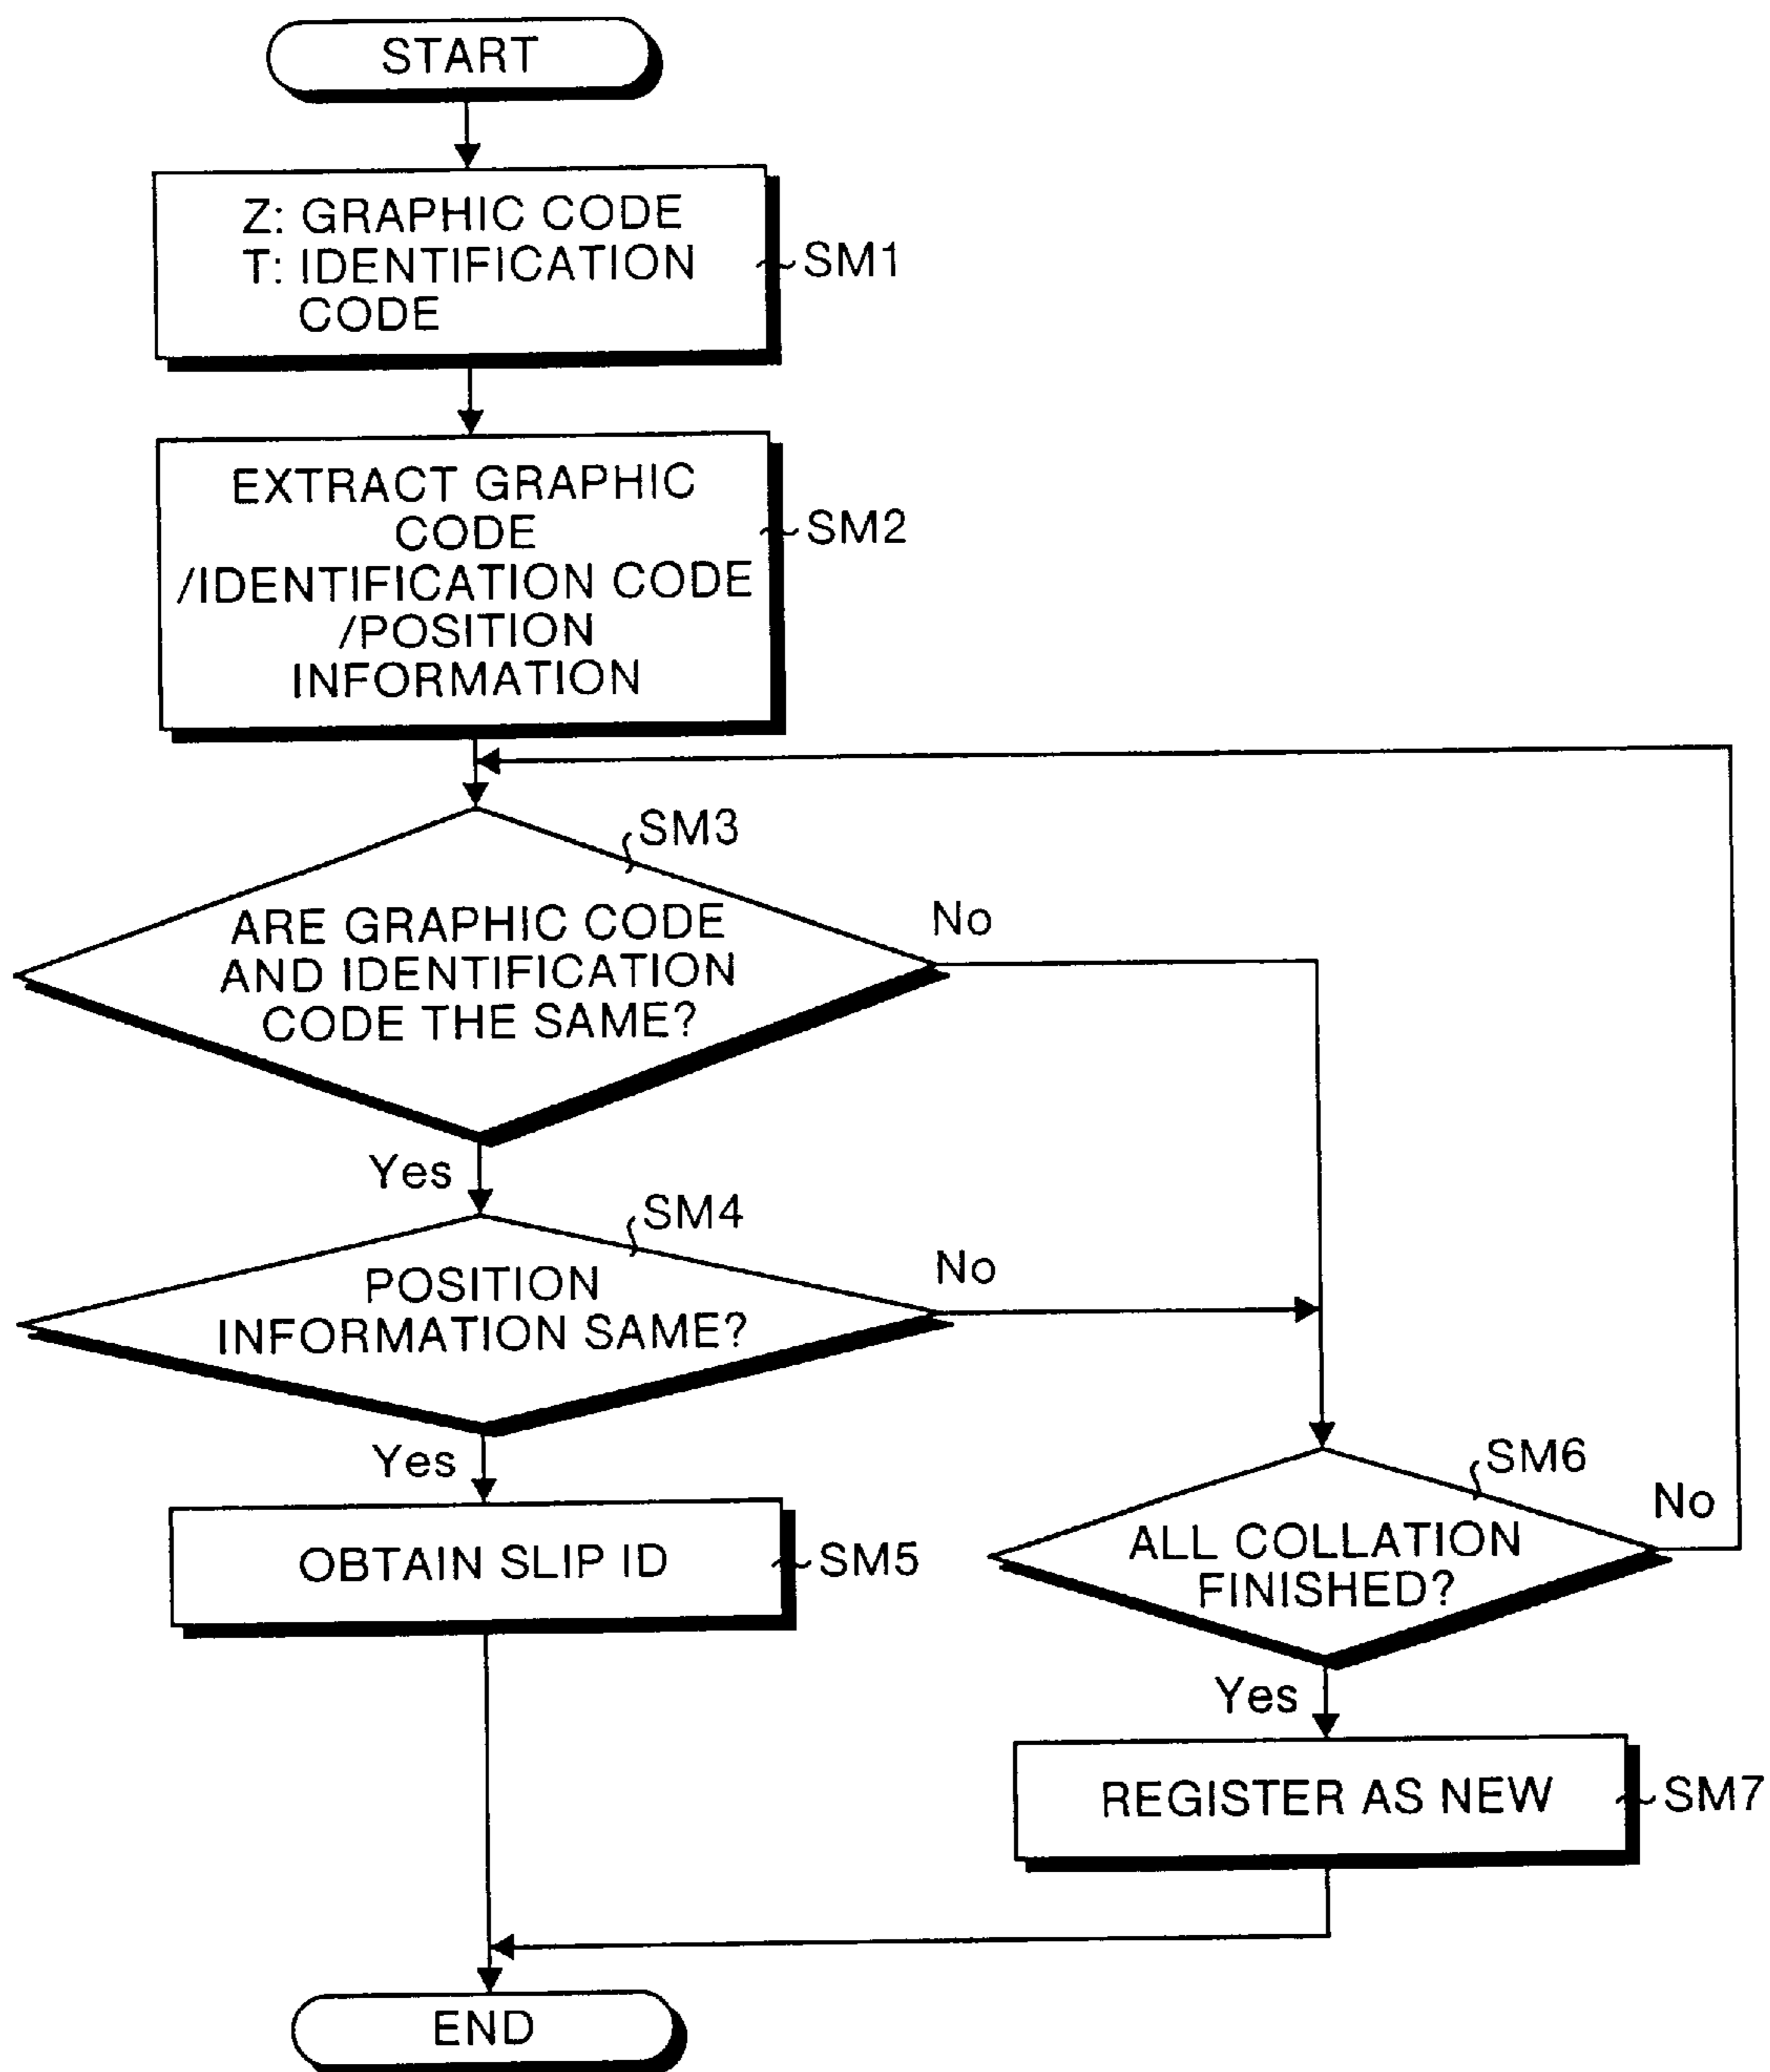 START
Z: GRAPHIC CODE
T: IDENTIFICATION
CODE
SM1
EXTRACT GRAPHIC
CODE
/IDENTIFICATION CODE
/POSITION
INFORMATION
SM2
SM3
ARE GRAPHIC CODE
AND IDENTIFICATION
CODE THE SAME?
No
Yes
SM4
POSITION
INFORMATION SAME?
No
Yes
OBTAIN SLIP ID
SM5
SM6
ALL COLLATION
FINISHED?
No
Yes
REGISTER AS NEW
SM7
END